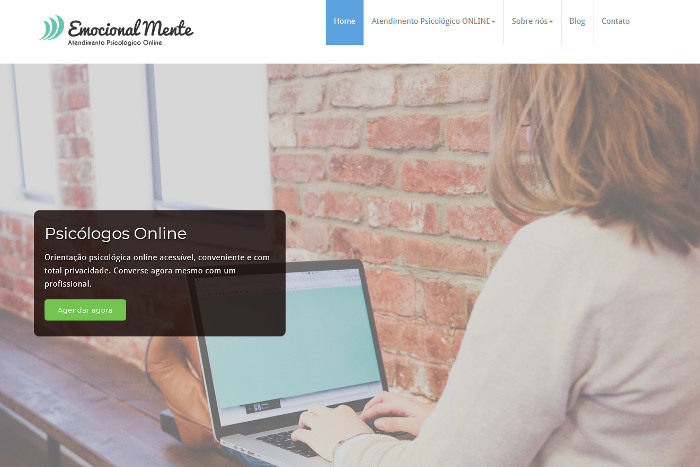 Emocional Mente
Atendimento Psicológico Online
Home
Atendimento Psicológico ONLINE
Sobre nós
Blog
Contato
Psicólogos Online
Orientação psicológica online acessível, conveniente e com
total privacidade. Converse agora mesmo com um
profissional.
Agendar agora